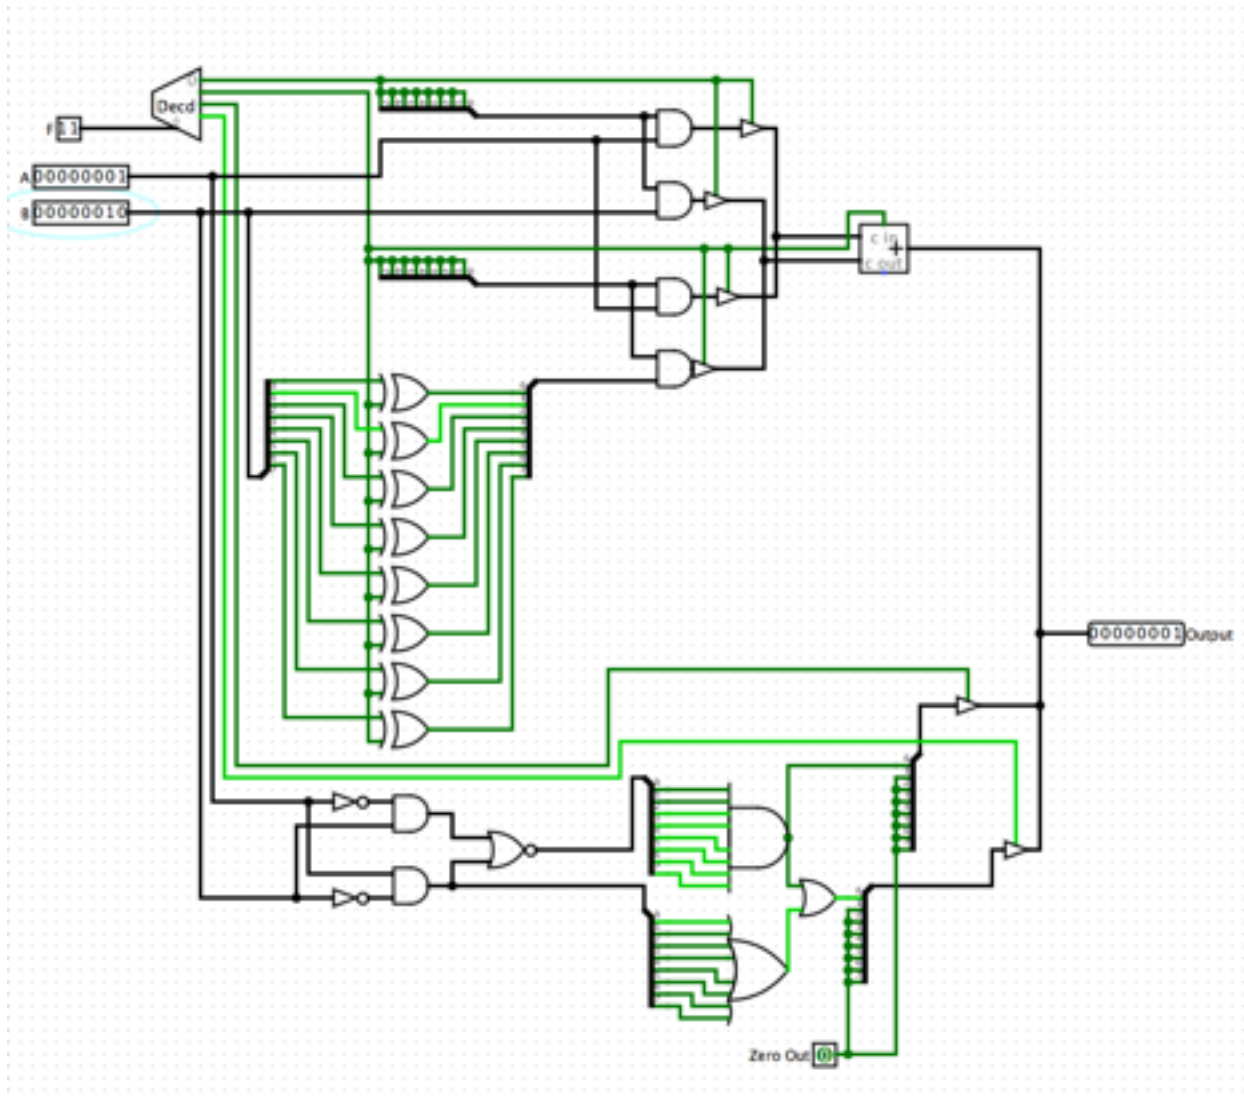 Decd
F 11
A 00000001
B 00000010
c in
+
c out
00000001 Output
Zero Out 0